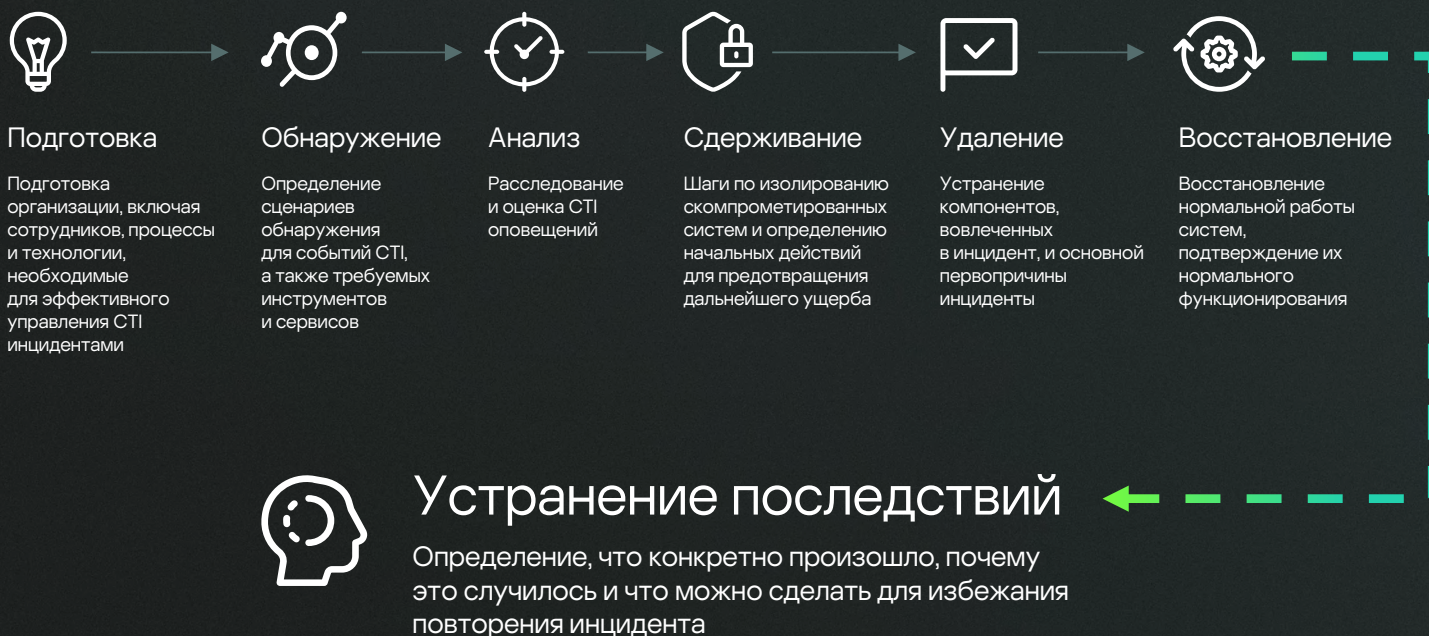 Подготовка
Подготовка
организации, включая
сотрудников, процессы
и технологии,
необходимые
для эффективного
управления CTI
инцидентами
Обнаружение
Определение
сценариев
обнаружения
для событий CTI,
а также требуемых
инструментов
и сервисов
Анализ
Расследование
и оценка CTI
оповещений
Сдерживание
Шаги по изолированию
скомпрометированных
систем и определению
начальных действий
для предотвращения
дальнейшего ущерба
Удаление
Устранение
компонентов,
вовлеченных
в инцидент, и основной
первопричины
инциденты
Восстановление
Восстановление
нормальной работы
систем,
подтверждение их
нормального
функционирования
Устранение последствий
Определение, что конкретно произошло, почему
это случилось и что можно сделать для избежания
повторения инцидента